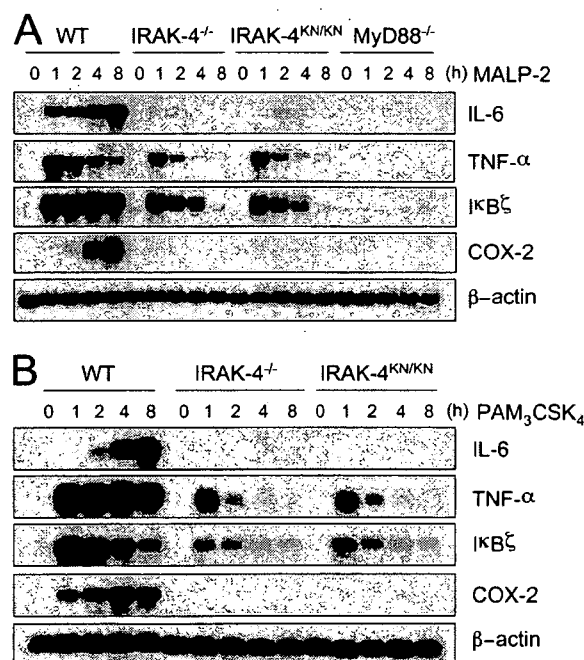 A
WT IRAK-4-/- IRAK-4KN/KN MyD88-/-
0 1 2 4 8 0 1 2 4 8 0 1 2 4 8 0 1 2 4 8 (h) MALP-2
IL-6
TNF-α
IκBζ
COX-2
β-actin
B
WT IRAK-4-/- IRAK-4KN/KN
0 1 2 4 8 0 1 2 4 8 0 1 2 4 8 (h) PAM3CSK4
IL-6
TNF-α
IκBζ
COX-2
β-actin